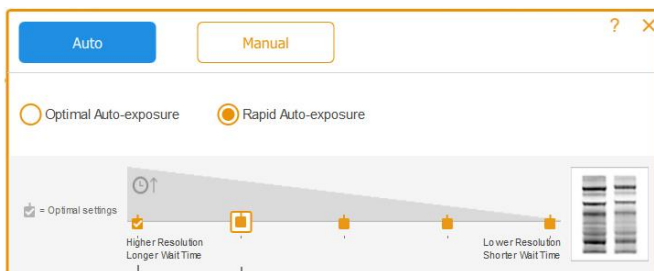 ? ×
Auto Manual
Optimal Auto-exposure Rapid Auto-exposure
= Optimal settings
Higher Resolution Lower Resolution
Longer Wait Time Shorter Wait Time